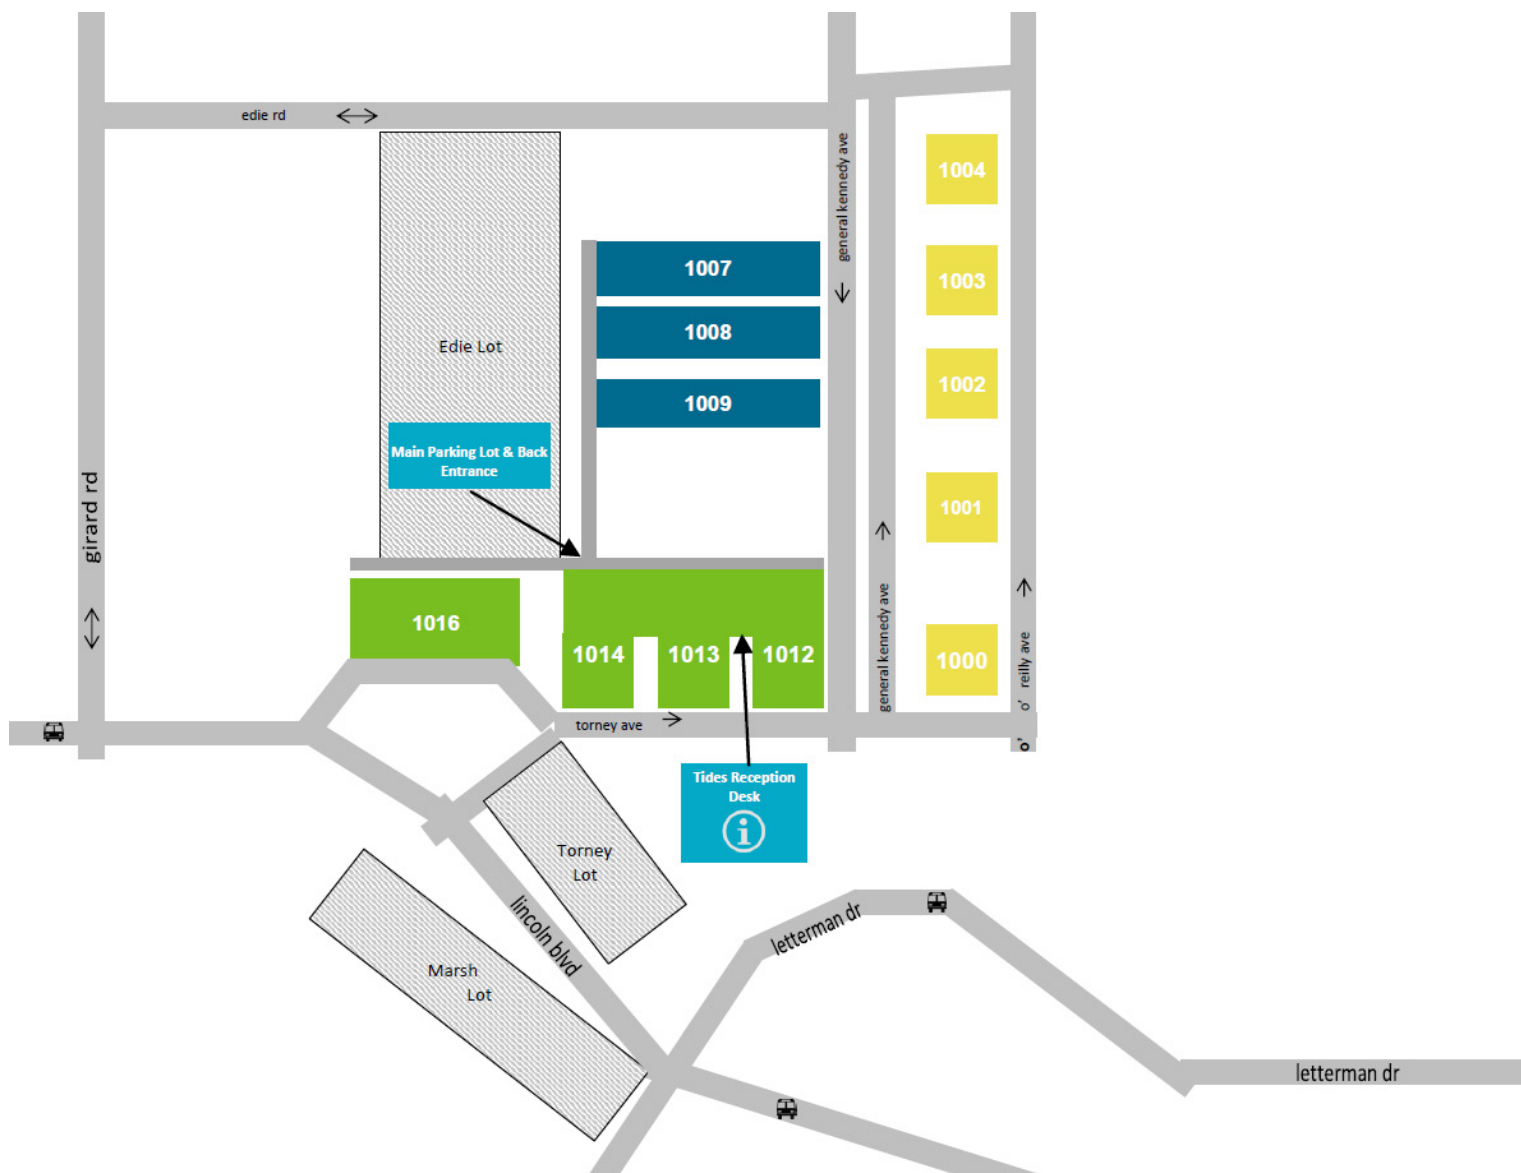 edie rd
general kennedy ave
1004
1007
1003
1008
Edie Lot
1002
1009
Main Parking Lot & Back
Entrance
girard rd
1001
1016
general kennedy ave
1014
1013
1012
1000
o' reilly ave
o'
torney ave
Tides Reception
Desk
i
Torney
Lot
lincoln blvd
letterman dr
Marsh
Lot
letterman dr